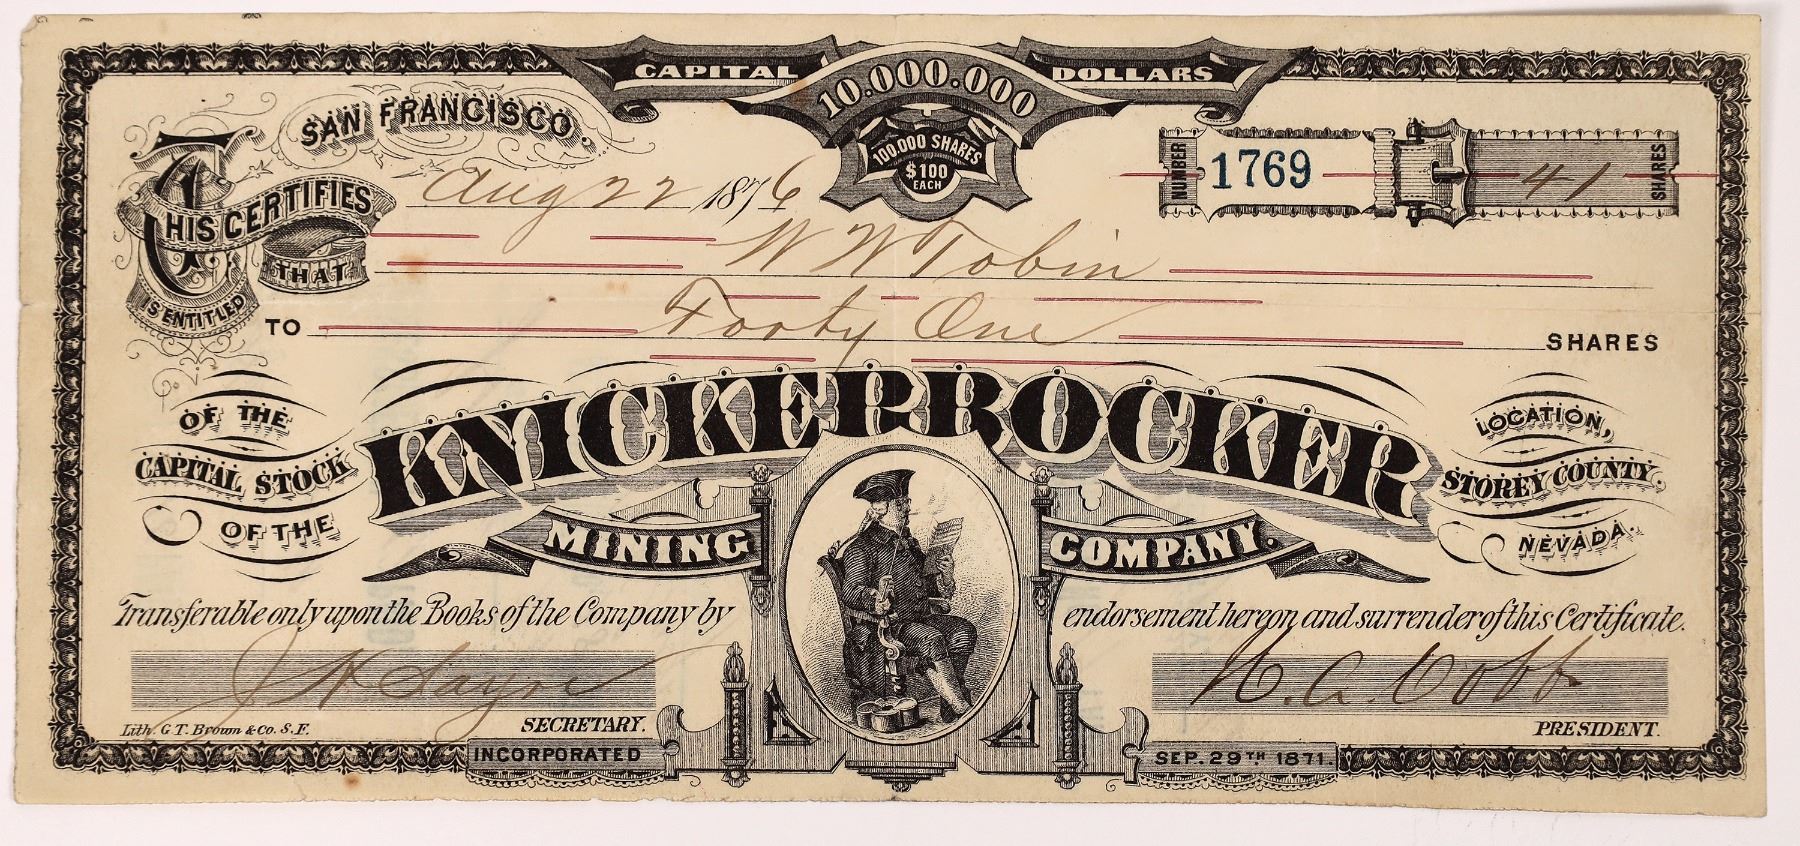 CAPITAL 10.000.000 DOLLARS
100.000 SHARES
$100
EACH
SAN FRANCISCO,
Aug 22 1876
NUMBER 1769 41 SHARES
THIS CERTIFIES
THAT W W Tobin
IS ENTITLED
TO Forty One SHARES
OF THE
CAPITAL STOCK
OF THE
KNICKERBOCKER
MINING COMPANY.
LOCATION,
STOREY COUNTY,
NEVADA.
Transferable only upon the Books of the Company by endorsement hereon and surrender of this Certificate.
J W Sayre H. A. Cobb
SECRETARY. PRESIDENT.
Lith. G T. Brown & Co. S. F.
INCORPORATED SEP. 29TH 1871.